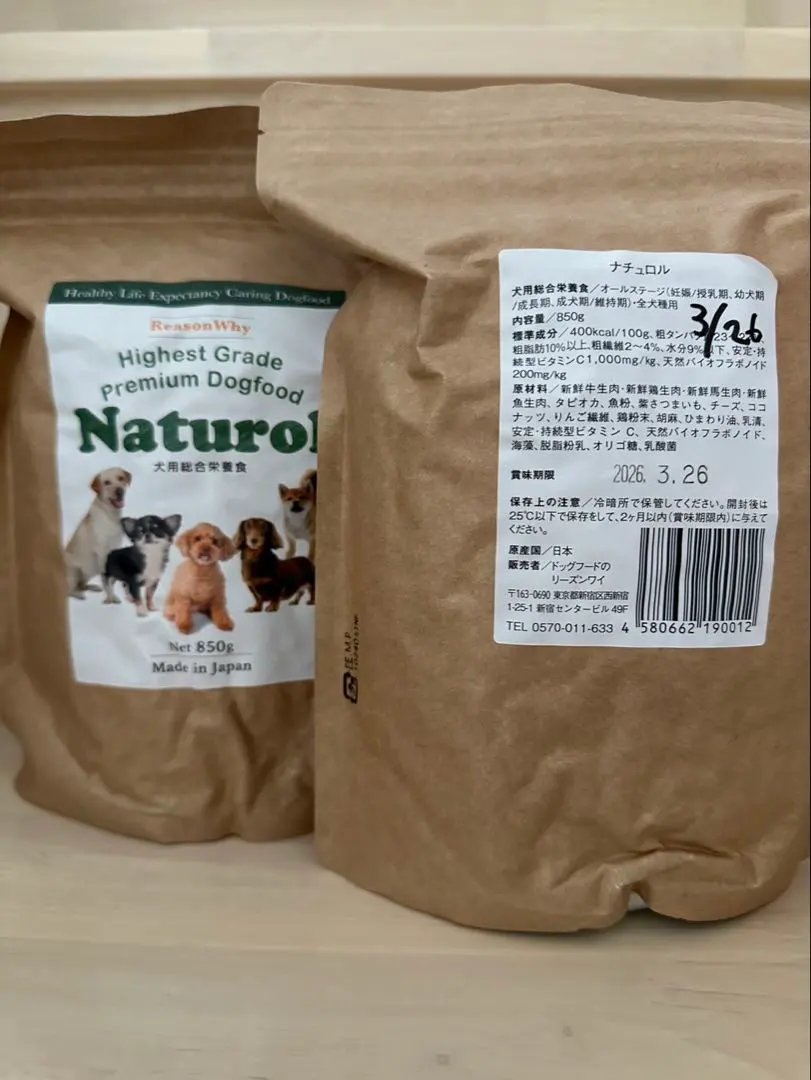 Healthy Life Expectancy Caring Dogfood
ReasonWhy
Highest Grade
Premium Dogfood
Naturol
犬用総合栄養食
Net 850g
Made in Japan
ナチュロル
犬用総合栄養食/オールステージ(妊娠/授乳期、幼犬期
/成長期、成犬期/維持期)・全犬種用
内容量/850g
3/26
標準成分/400kcal/100g、粗タンパ
粗脂肪10%以上、粗繊維2〜4%、水分9%以下、安定・持
続型ビタミンC1,000mg/kg、天然バイオフラボノイド
200mg/kg
原材料/新鮮牛生肉・新鮮鶏生肉・新鮮馬生肉・新鮮
魚生肉、タピオカ、魚粉、紫さつまいも、チーズ、ココ
ナッツ、りんご繊維、鶏粉末、胡麻、ひまわり油、乳清、
安定・持続型ビタミン C、天然バイオフラボノイド、
海藻、脱脂粉乳、オリゴ糖、乳酸菌
賞味期限 2026. 3.26
保存上の注意/冷暗所で保管してください。開封後は
25℃以下で保存をして、2ヶ月以内(賞味期限内)に与えて
ください。
原産国/日本
販売者/ドッグフードの
リーズンワイ
〒163-0690 東京都新宿区西新宿
1-25-1 新宿センタービル 49F
TEL 0570-011-633
4 580662 190012